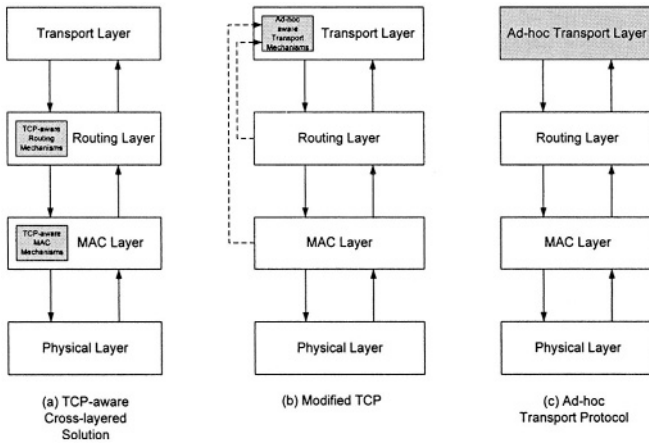 Transport Layer
TCP-aware
Routing
Mechanisms
Routing Layer
TCP-aware
MAC
Mechanisms
MAC Layer
Physical Layer
(a) TCP-aware
Cross-layered
Solution
Ad-hoc
aware
Transport
Mechanisms
Transport Layer
Routing Layer
MAC Layer
Physical Layer
(b) Modified TCP
Ad-hoc Transport Layer
Routing Layer
MAC Layer
Physical Layer
(c) Ad-hoc
Transport Protocol